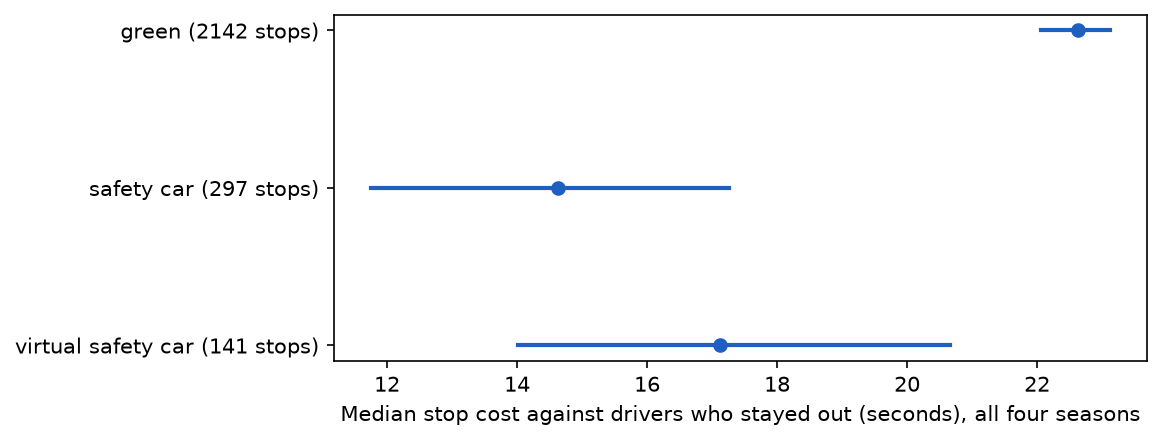 green (2142 stops)
safety car (297 stops)
virtual safety car (141 stops)
12 14 16 18 20 22
Median stop cost against drivers who stayed out (seconds), all four seasons